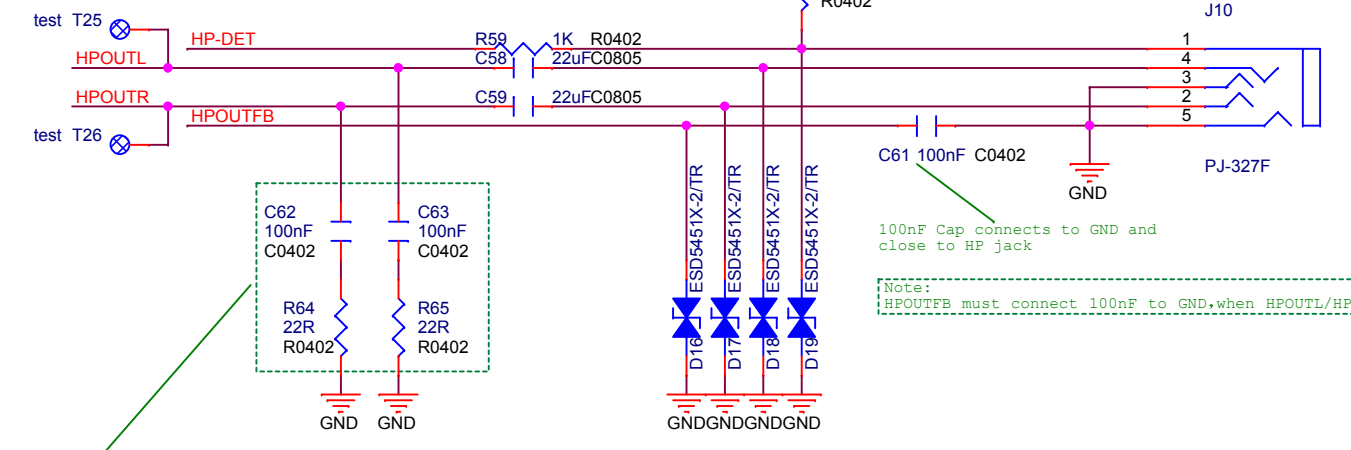 R0402
J10
test T25
HP-DET
R59 1K R0402
1
HPOUTL
C58 22uFC0805
4
3
HPOUTR
C59 22uFC0805
2
HPOUTFB
5
test T26
C61 100nF C0402
PJ-327F
GND
100nF Cap connects to GND and
close to HP jack
C62
100nF
C0402
C63
100nF
C0402
ESD5451X-2/TR
ESD5451X-2/TR
ESD5451X-2/TR
ESD5451X-2/TR
Note:
HPOUTFB must connect 100nF to GND,when HPOUTL/HP
R64
22R
R0402
R65
22R
R0402
D16
D17
D18
D19
GND
GND
GND
GND
GND
GND